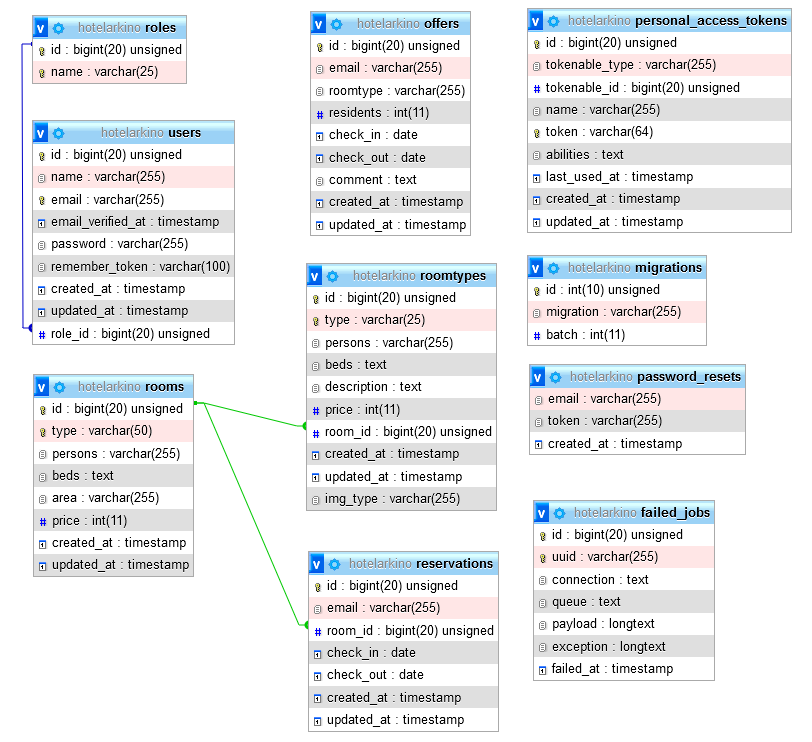 v hotelarkino roles
id : bigint(20) unsigned
name : varchar(25)
v hotelarkino users
id : bigint(20) unsigned
name : varchar(255)
email : varchar(255)
email_verified_at : timestamp
password : varchar(255)
remember_token : varchar(100)
created_at : timestamp
updated_at : timestamp
# role_id : bigint(20) unsigned
v hotelarkino rooms
id : bigint(20) unsigned
type : varchar(50)
persons : varchar(255)
beds : text
area : varchar(255)
# price : int(11)
created_at : timestamp
updated_at : timestamp
v hotelarkino offers
id : bigint(20) unsigned
email : varchar(255)
roomtype : varchar(255)
# residents : int(11)
check_in : date
check_out : date
comment : text
created_at : timestamp
updated_at : timestamp
v hotelarkino roomtypes
id : bigint(20) unsigned
type : varchar(25)
persons : varchar(255)
beds : text
description : text
# price : int(11)
# room_id : bigint(20) unsigned
created_at : timestamp
updated_at : timestamp
img_type : varchar(255)
v hotelarkino reservations
id : bigint(20) unsigned
email : varchar(255)
# room_id : bigint(20) unsigned
check_in : date
check_out : date
created_at : timestamp
updated_at : timestamp
v hotelarkino personal_access_tokens
id : bigint(20) unsigned
tokenable_type : varchar(255)
# tokenable_id : bigint(20) unsigned
name : varchar(255)
token : varchar(64)
abilities : text
last_used_at : timestamp
created_at : timestamp
updated_at : timestamp
v hotelarkino migrations
id : int(10) unsigned
migration : varchar(255)
# batch : int(11)
v hotelarkino password_resets
email : varchar(255)
token : varchar(255)
created_at : timestamp
v hotelarkino failed_jobs
id : bigint(20) unsigned
uuid : varchar(255)
connection : text
queue : text
payload : longtext
exception : longtext
failed_at : timestamp